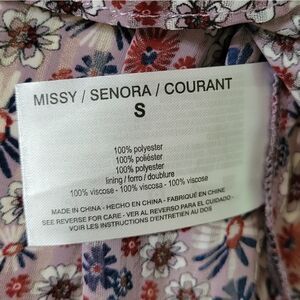 MISSY / SENORA / COURANT
S
100% polyester
100% poliéster
100% polyester
lining / forro / doublure
100% viscose - 100% viscosa - 100% viscose
MADE IN CHINA - HECHO EN CHINA - FABRIQUÉ EN CHINE
SEE REVERSE FOR CARE - VER AL REVERSO PARA EL CUIDADO -
VOIR LES INSTRUCTIONS D'ENTRETIEN AU DOS